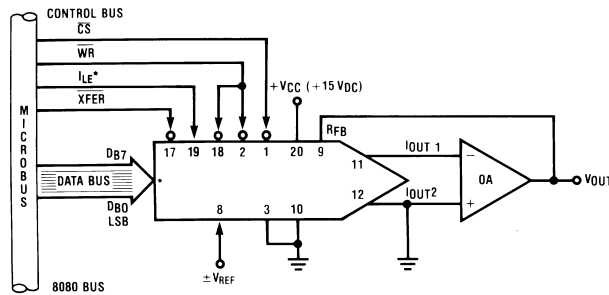 CONTROL BUS
CS
WR
ILE*
XFER
+VCC (+15 VDC)
RFB
17 19 18 2 1 20 9
MICROBUS
DB7
DATA BUS
DB0
LSB
11
IOUT 1
12
IOUT2
8 3 10
−
OA
+
VOUT
±VREF
8080 BUS